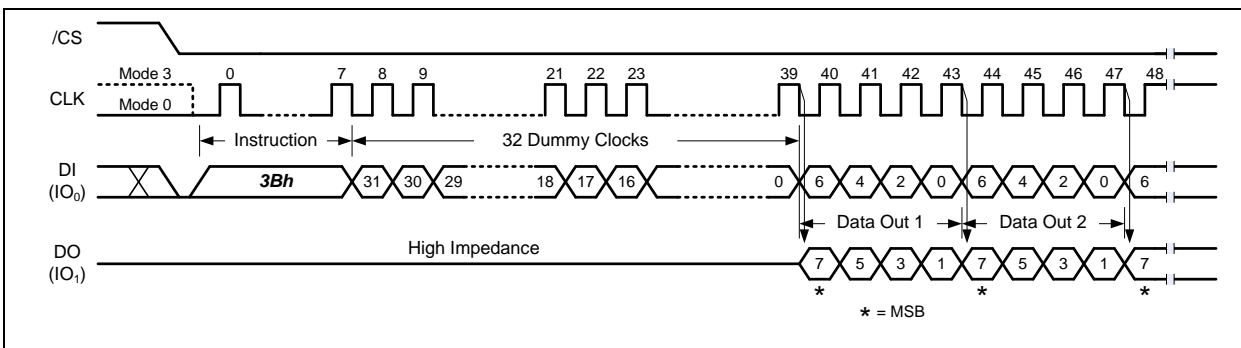 /CS
Mode 3 0 7 8 9 21 22 23 39 40 41 42 43 44 45 46 47 48
CLK
Mode 0
Instruction 32 Dummy Clocks
DI
(IO₀)
3Bh 31 30 29 18 17 16 0 6 4 2 0 6 4 2 0 6
Data Out 1 Data Out 2
High Impedance
DO
(IO₁)
7 5 3 1 7 5 3 1 7
* * *
* = MSB